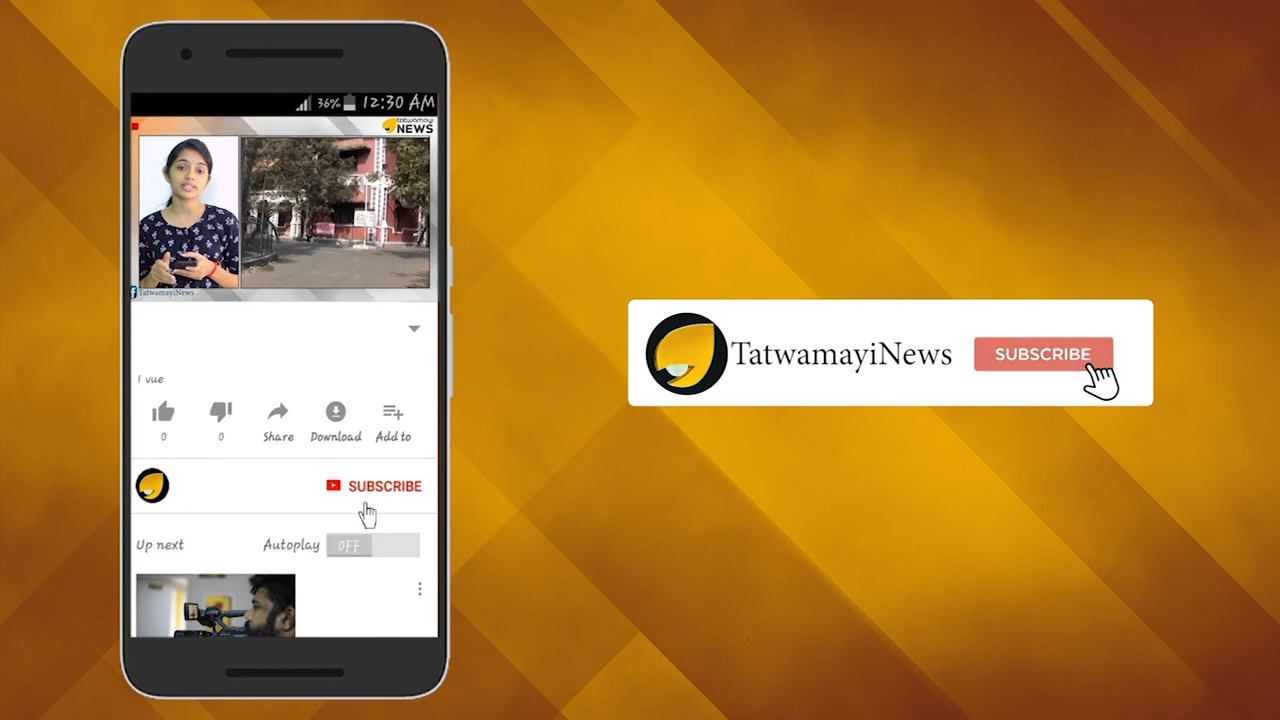 36% 12:30 AM
tatwamayi
NEWS
TatwamayiNews
1 vue
0 0 Share Download Add to
SUBSCRIBE
Up next Autoplay OFF
TatwamayiNews SUBSCRIBE